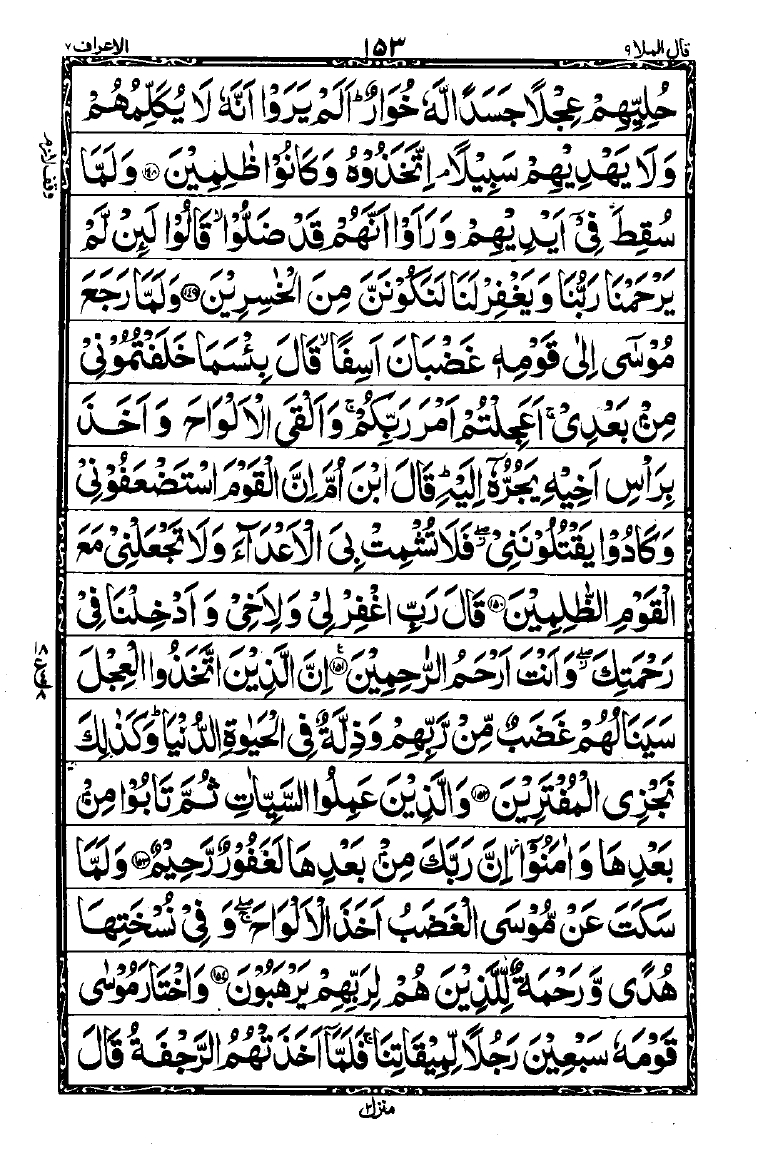 قال الملا ٩
١٥٣
الاعراف ٧
حُلِيِّهِمْ عِجْلًا جَسَدًا لَّهٗ خُوَارٌ ؕ اَلَمْ يَرَوْا اَنَّهٗ لَا يُكَلِّمُهُمْ
وَلَا يَهْدِيْهِمْ سَبِيْلًا ۘ اِتَّخَذُوْهُ وَ كَانُوْا ظٰلِمِيْنَ ﴿۱۴۸﴾ وَلَمَّا
سُقِطَ فِيْۤ اَيْدِيْهِمْ وَ رَاَوْا اَنَّهُمْ قَدْ ضَلُّوْا ۙ قَالُوْا لَىِٕنْ لَّمْ
يَرْحَمْنَا رَبُّنَا وَ يَغْفِرْ لَنَا لَنَكُوْنَنَّ مِنَ الْخٰسِرِيْنَ ﴿۱۴۹﴾ وَلَمَّا رَجَعَ
مُوْسٰۤى اِلٰى قَوْمِهٖ غَضْبَانَ اَسِفًا ۙ قَالَ بِئْسَمَا خَلَفْتُمُوْنِيْ
مِنْۢ بَعْدِيْ ۚ اَعَجِلْتُمْ اَمْرَ رَبِّكُمْ ۚ وَ اَلْقَى الْاَلْوَاحَ وَ اَخَذَ
بِرَاْسِ اَخِيْهِ يَجُرُّهٗۤ اِلَيْهِ ؕ قَالَ ابْنَ اُمَّ اِنَّ الْقَوْمَ اسْتَضْعَفُوْنِيْ
وَ كَادُوْا يَقْتُلُوْنَنِيْ ۖ فَلَا تُشْمِتْ بِيَ الْاَعْدَآءَ وَلَا تَجْعَلْنِيْ مَعَ
الْقَوْمِ الظّٰلِمِيْنَ ﴿۱۵۰﴾ قَالَ رَبِّ اغْفِرْ لِيْ وَ لِاَخِيْ وَ اَدْخِلْنَا فِيْ
رَحْمَتِكَ ۖ وَ اَنْتَ اَرْحَمُ الرّٰحِمِيْنَ ﴿۱۵۱﴾ اِنَّ الَّذِيْنَ اتَّخَذُوا الْعِجْلَ
سَيَنَالُهُمْ غَضَبٌ مِّنْ رَّبِّهِمْ وَ ذِلَّةٌ فِي الْحَيٰوةِ الدُّنْيَا ؕ وَ كَذٰلِكَ
نَجْزِي الْمُفْتَرِيْنَ ﴿۱۵۲﴾ وَالَّذِيْنَ عَمِلُوا السَّيِّاٰتِ ثُمَّ تَابُوْا مِنْۢ
بَعْدِهَا وَ اٰمَنُوْۤا ؗ اِنَّ رَبَّكَ مِنْۢ بَعْدِهَا لَغَفُوْرٌ رَّحِيْمٌ ﴿۱۵۳﴾ وَلَمَّا
سَكَتَ عَنْ مُّوْسَى الْغَضَبُ اَخَذَ الْاَلْوَاحَ ۖۚ وَ فِيْ نُسْخَتِهَا
هُدًى وَّ رَحْمَةٌ لِّلَّذِيْنَ هُمْ لِرَبِّهِمْ يَرْهَبُوْنَ ﴿۱۵۴﴾ وَاخْتَارَ مُوْسٰى
قَوْمَهٗ سَبْعِيْنَ رَجُلًا لِّمِيْقَاتِنَا ۚ فَلَمَّاۤ اَخَذَتْهُمُ الرَّجْفَةُ قَالَ
وقف لازم
منزل ٢